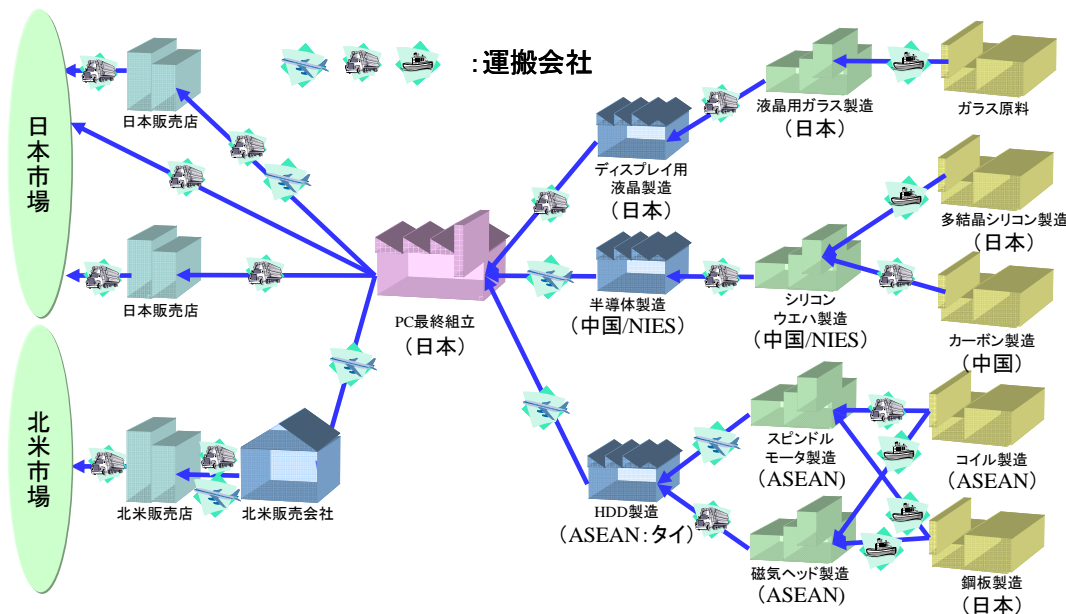 ：運搬会社
日本市場
日本販売店
日本販売店
北米市場
北米販売店
北米販売会社
PC最終組立
（日本）
ディスプレイ用
液晶製造
（日本）
半導体製造
（中国/NIES）
HDD製造
（ASEAN：タイ）
液晶用ガラス製造
（日本）
シリコン
ウエハ製造
（中国/NIES）
スピンドル
モータ製造
（ASEAN）
磁気ヘッド製造
（ASEAN）
ガラス原料
多結晶シリコン製造
（日本）
カーボン製造
（中国）
コイル製造
（ASEAN）
鋼板製造
（日本）